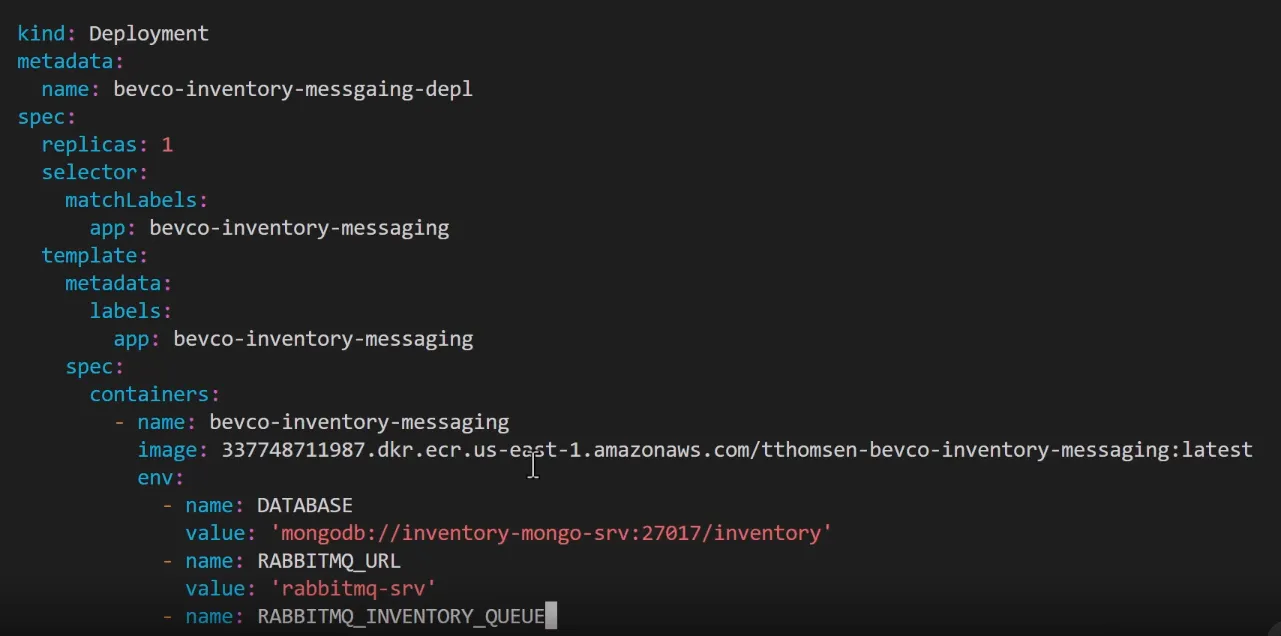 kind: Deployment
metadata:
  name: bevco-inventory-messgaing-depl
spec:
  replicas: 1
  selector:
    matchLabels:
      app: bevco-inventory-messaging
  template:
    metadata:
      labels:
        app: bevco-inventory-messaging
    spec:
      containers:
        - name: bevco-inventory-messaging
          image: 337748711987.dkr.ecr.us-east-1.amazonaws.com/tthomsen-bevco-inventory-messaging:latest
          env:
            - name: DATABASE
              value: 'mongodb://inventory-mongo-srv:27017/inventory'
            - name: RABBITMQ_URL
              value: 'rabbitmq-srv'
            - name: RABBITMQ_INVENTORY_QUEUE